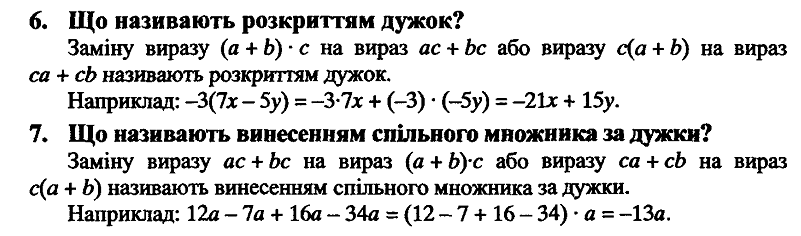 6. Що називають розкриттям дужок?
Заміну виразу (a + b) · c на вираз ac + bc або виразу c(a + b) на вираз
ca + cb називають розкриттям дужок.
Наприклад: –3(7x – 5y) = –3·7x + (–3) · (–5y) = –21x + 15y.
7. Що називають винесенням спільного множника за дужки?
Заміну виразу ac + bc на вираз (a + b)·c або виразу ca + cb на вираз
c(a + b) називають винесенням спільного множника за дужки.
Наприклад: 12a – 7a + 16a – 34a = (12 – 7 + 16 – 34) · a = –13a.